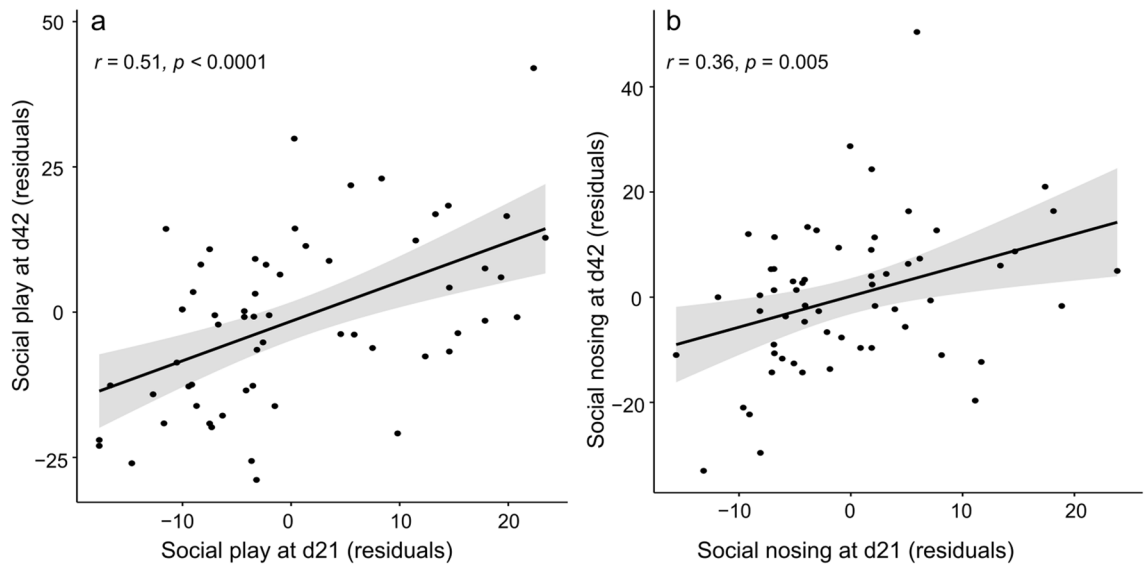 a
r = 0.51, p < 0.0001
Social play at d42 (residuals)
50
25
0
−25
−10
0
10
20
Social play at d21 (residuals)
b
r = 0.36, p = 0.005
Social nosing at d42 (residuals)
40
20
0
−20
−10
0
10
20
Social nosing at d21 (residuals)